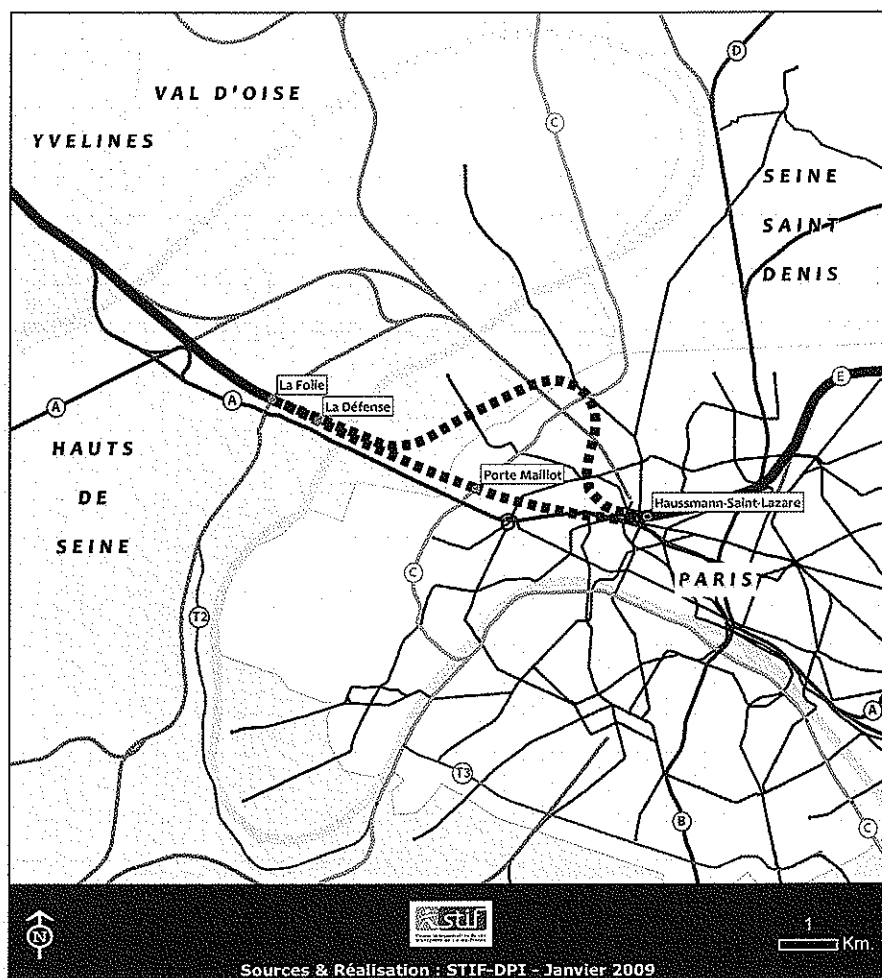 VAL D'OISE
YVELINES
D
C
SEINE
SAINT
DENIS
E
La Folie
A
A
La Défense
HAUTS
DE
SEINE
Porte Maillot
Haussmann-Saint-Lazare
C
PARIS
T2
A
T3
B
C
N
stif
1
Km.
Sources & Réalisation : STIF-DPI - Janvier 2009